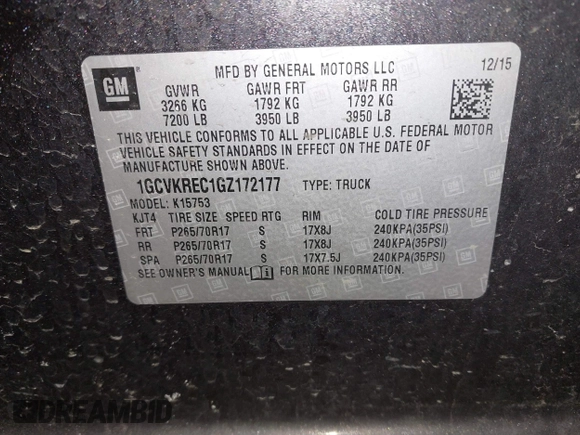 GM
MFD BY GENERAL MOTORS LLC 12/15
GVWR GAWR FRT GAWR RR
3266 KG 1792 KG 1792 KG
7200 LB 3950 LB 3950 LB
THIS VEHICLE CONFORMS TO ALL APPLICABLE U.S. FEDERAL MOTOR
VEHICLE SAFETY STANDARDS IN EFFECT ON THE DATE OF
MANUFACTURE SHOWN ABOVE.
1GCVKREC1GZ172177 TYPE: TRUCK
MODEL: K15753
KJT4 TIRE SIZE SPEED RTG RIM COLD TIRE PRESSURE
FRT P265/70R17 S 17X8J 240KPA(35PSI)
RR P265/70R17 S 17X8J 240KPA(35PSI)
SPA P265/70R17 S 17X7.5J 240KPA(35PSI)
SEE OWNER'S MANUAL FOR MORE INFORMATION.
DREAMBID